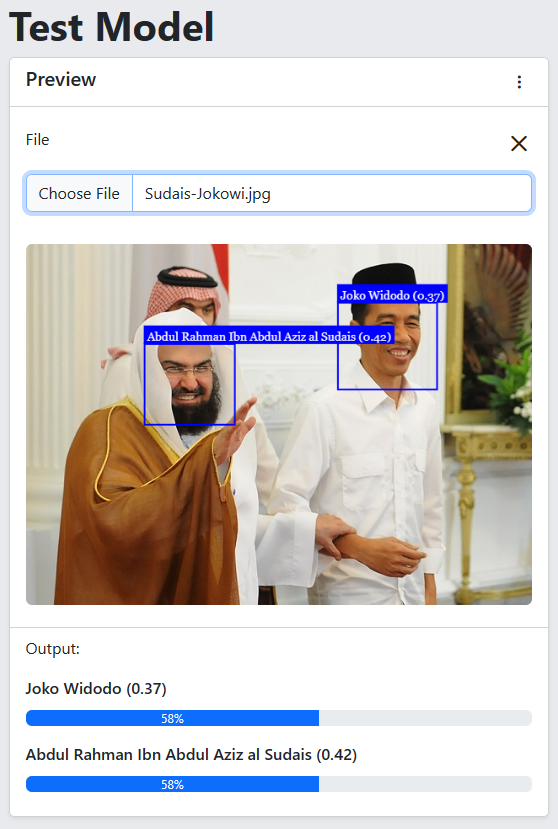 Test Model
Preview
File
Choose File Sudais-Jokowi.jpg
Joko Widodo (0.37)
Abdul Rahman Ibn Abdul Aziz al Sudais (0.42)
Output:
Joko Widodo (0.37)
58%
Abdul Rahman Ibn Abdul Aziz al Sudais (0.42)
58%